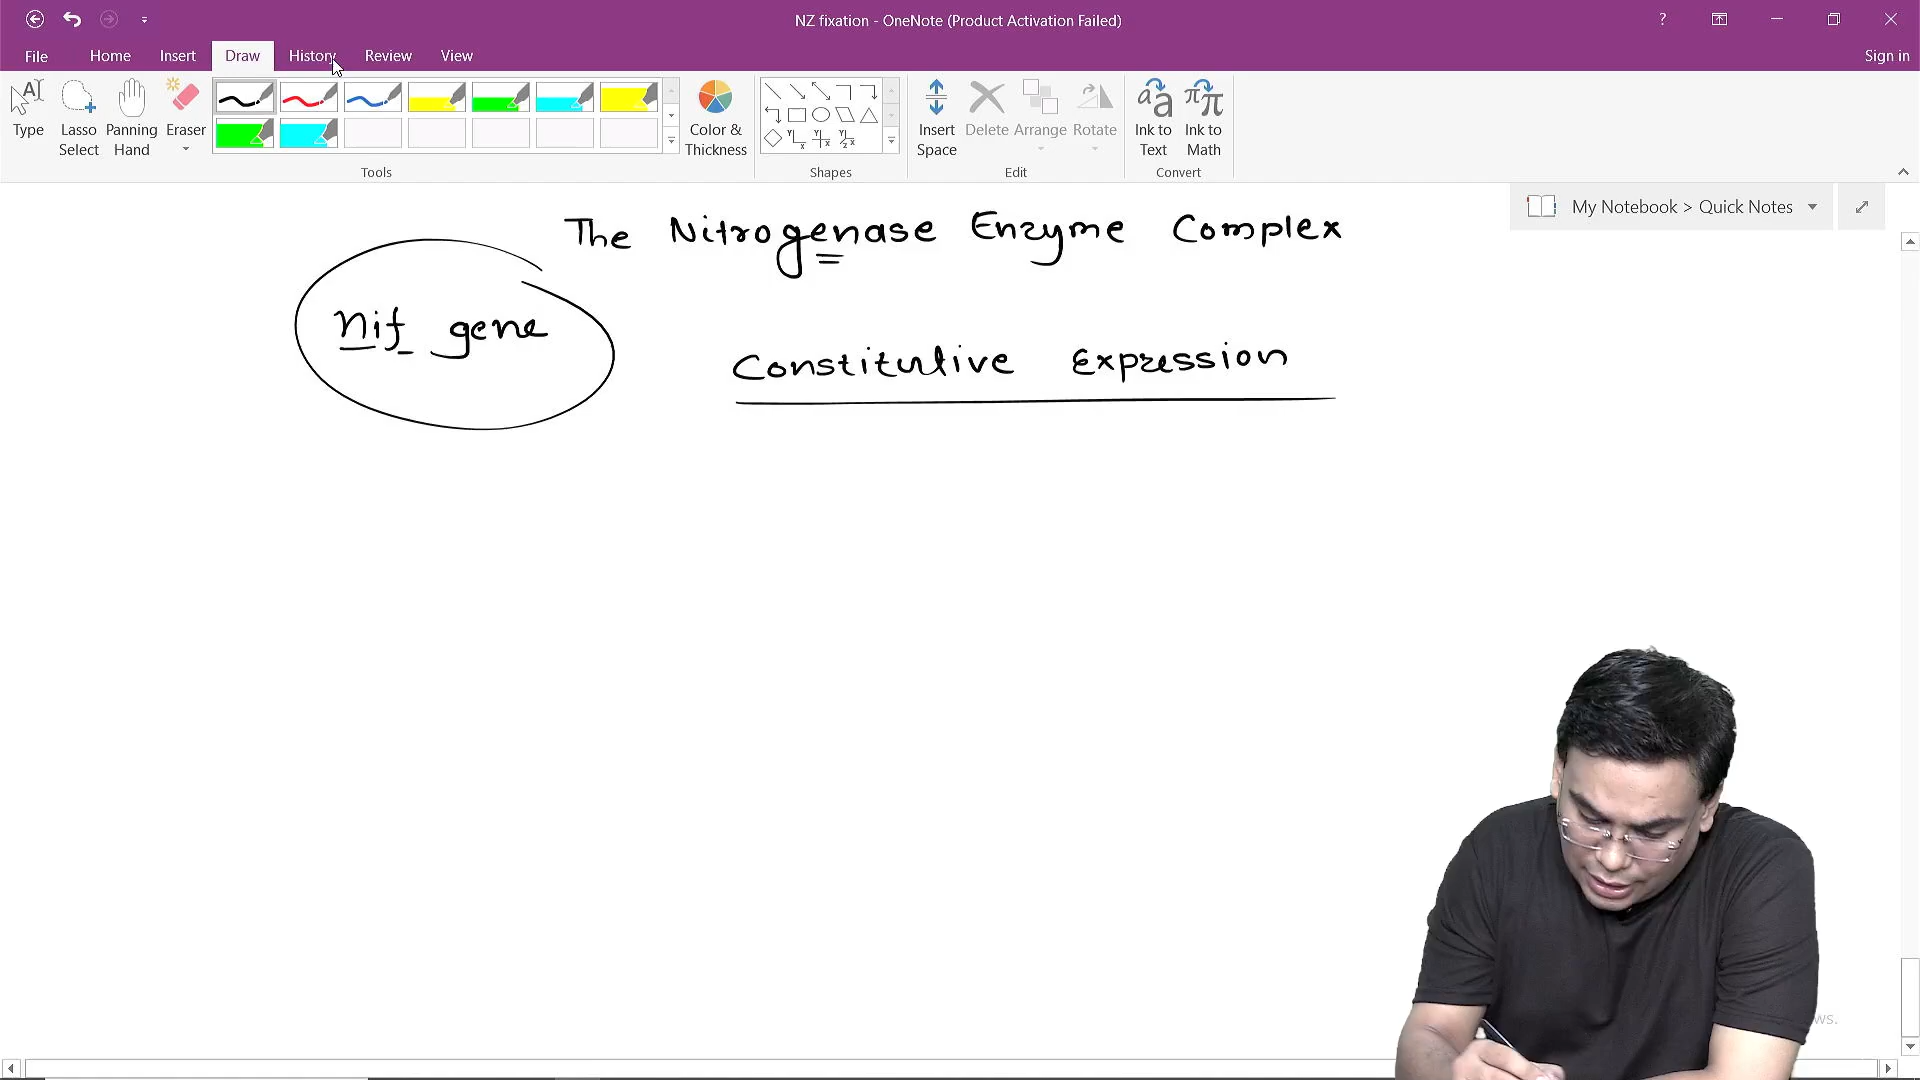 NZ fixation - OneNote (Product Activation Failed)
?
File Home Insert Draw History Review View
Sign in
Type
Lasso Select
Panning Hand
Eraser
Color & Thickness
Insert Space
Delete
Arrange
Rotate
Ink to Text
Ink to Math
Tools
Shapes
Edit
Convert
My Notebook > Quick Notes
The Nitrogenase Enzyme Complex
nif gene
Constitutive Expression
ws.